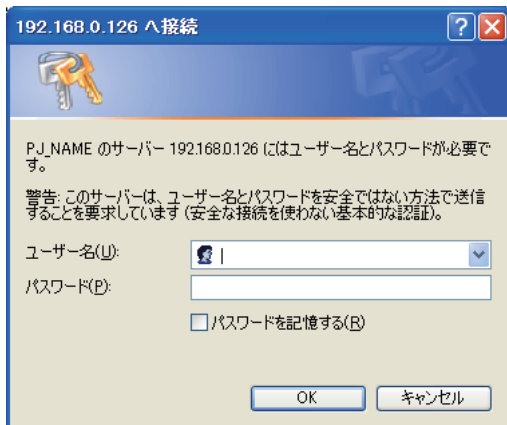 192.168.0.126 へ接続
PJ_NAME のサーバー 192.168.0.126 にはユーザー名とパスワードが必要で
す。
警告: このサーバーは、ユーザー名とパスワードを安全ではない方法で送信
することを要求しています (安全な接続を使わない基本的な認証)。
ユーザー名(U):
パスワード(P):
パスワードを記憶する(R)
OK キャンセル